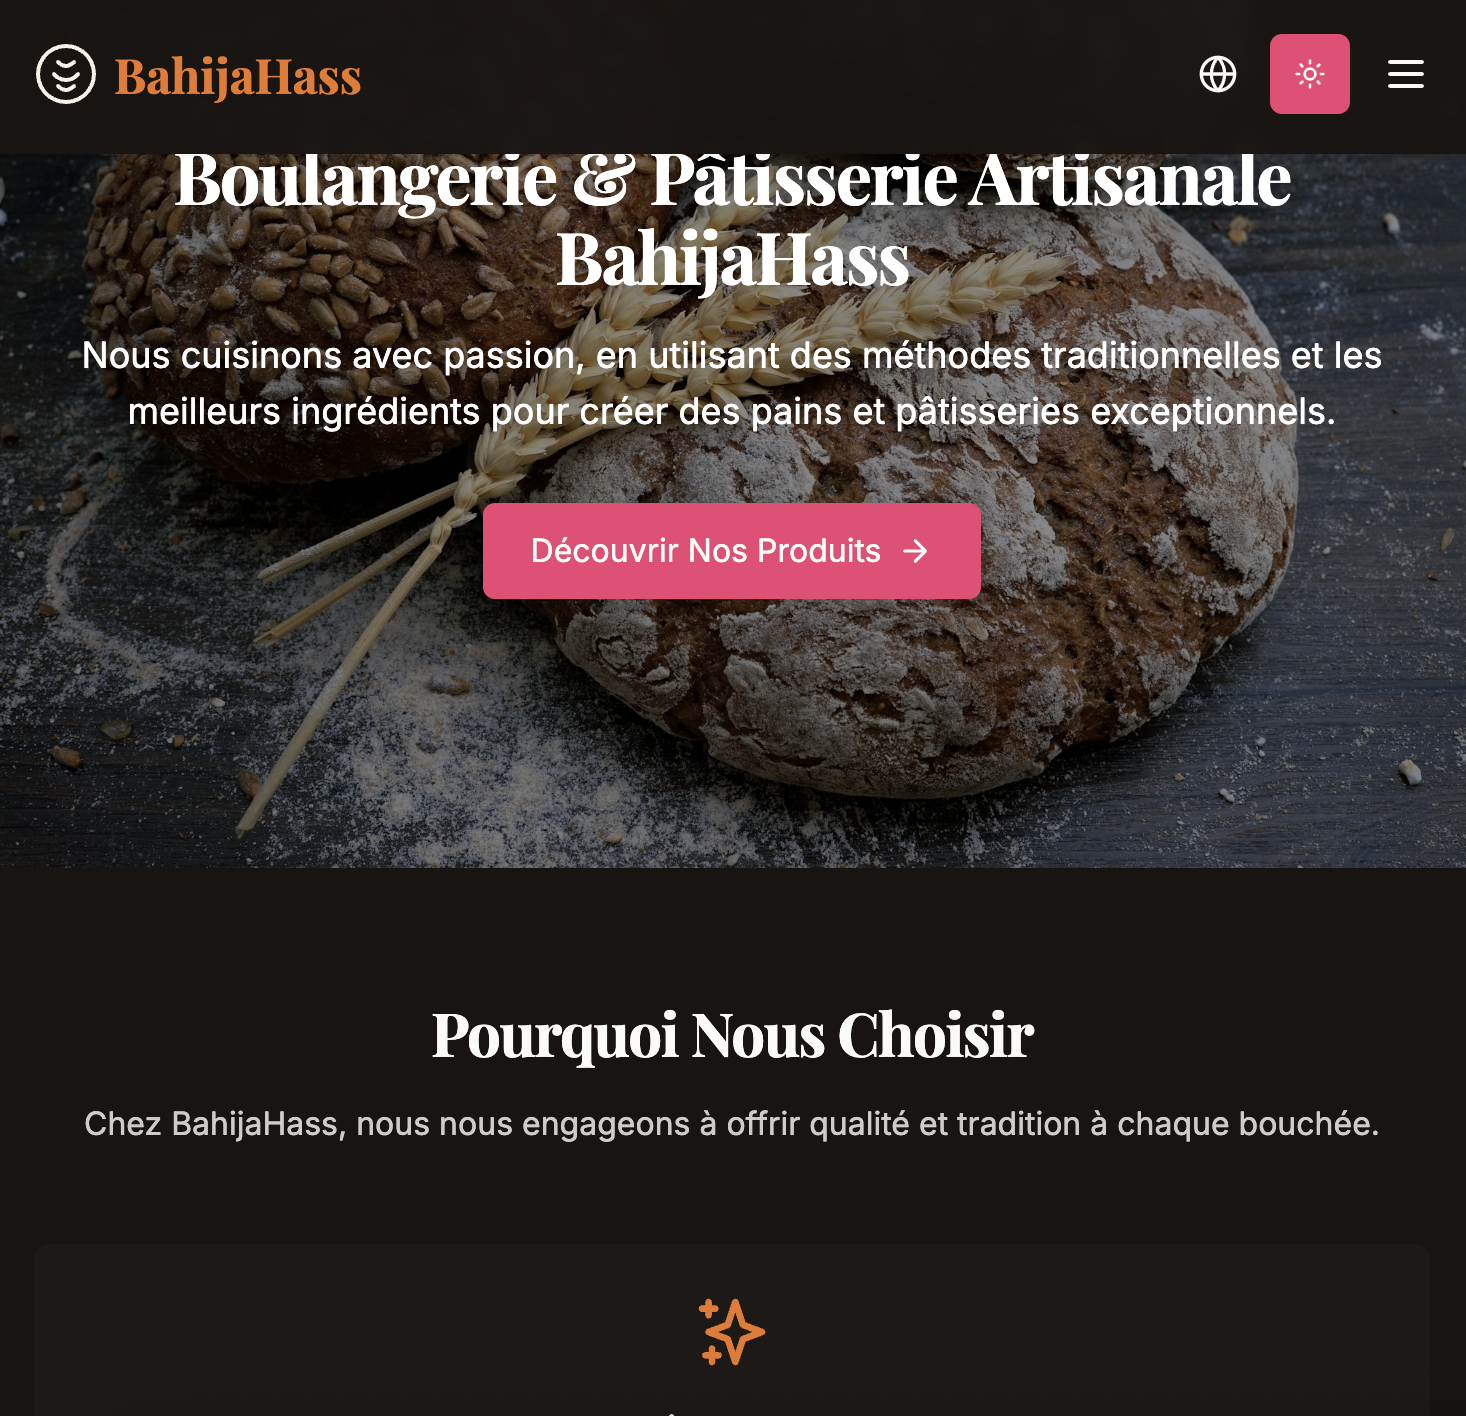 BahijaHass
Boulangerie & Pâtisserie Artisanale
BahijaHass
Nous cuisinons avec passion, en utilisant des méthodes traditionnelles et les
meilleurs ingrédients pour créer des pains et pâtisseries exceptionnels.
Découvrir Nos Produits
Pourquoi Nous Choisir
Chez BahijaHass, nous nous engageons à offrir qualité et tradition à chaque bouchée.